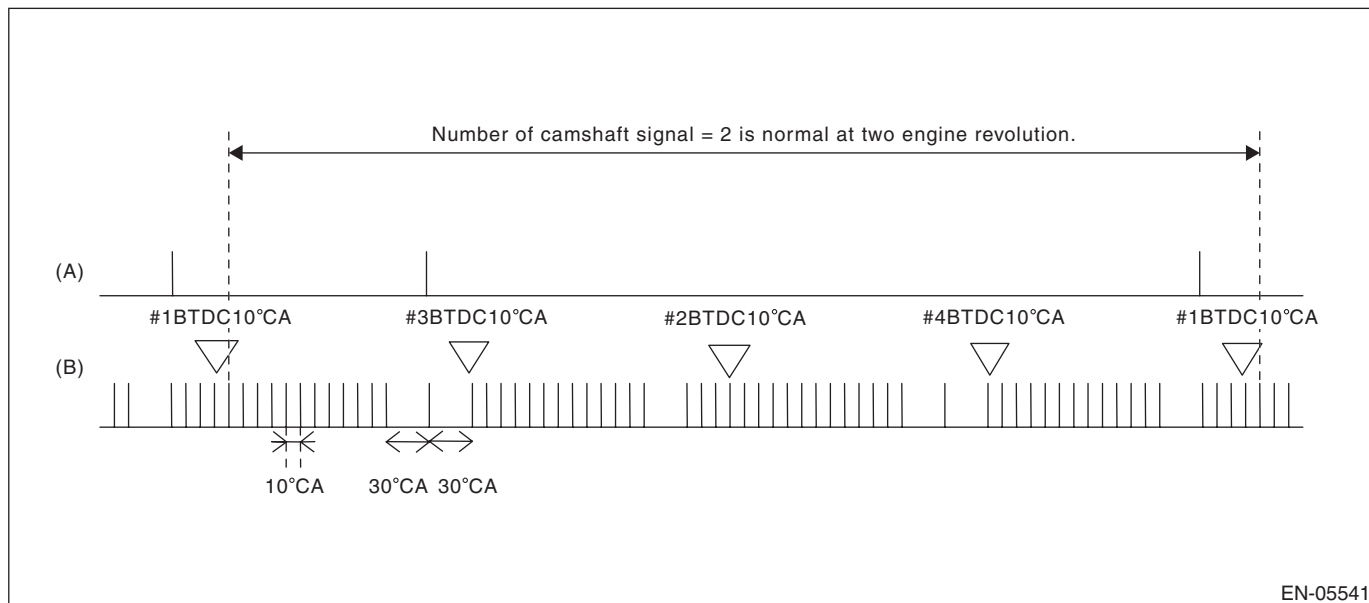 Number of camshaft signal = 2 is normal at two engine revolution.
(A)
#1BTDC10°CA #3BTDC10°CA #2BTDC10°CA #4BTDC10°CA #1BTDC10°CA
(B)
10°CA 30°CA 30°CA
EN-05541